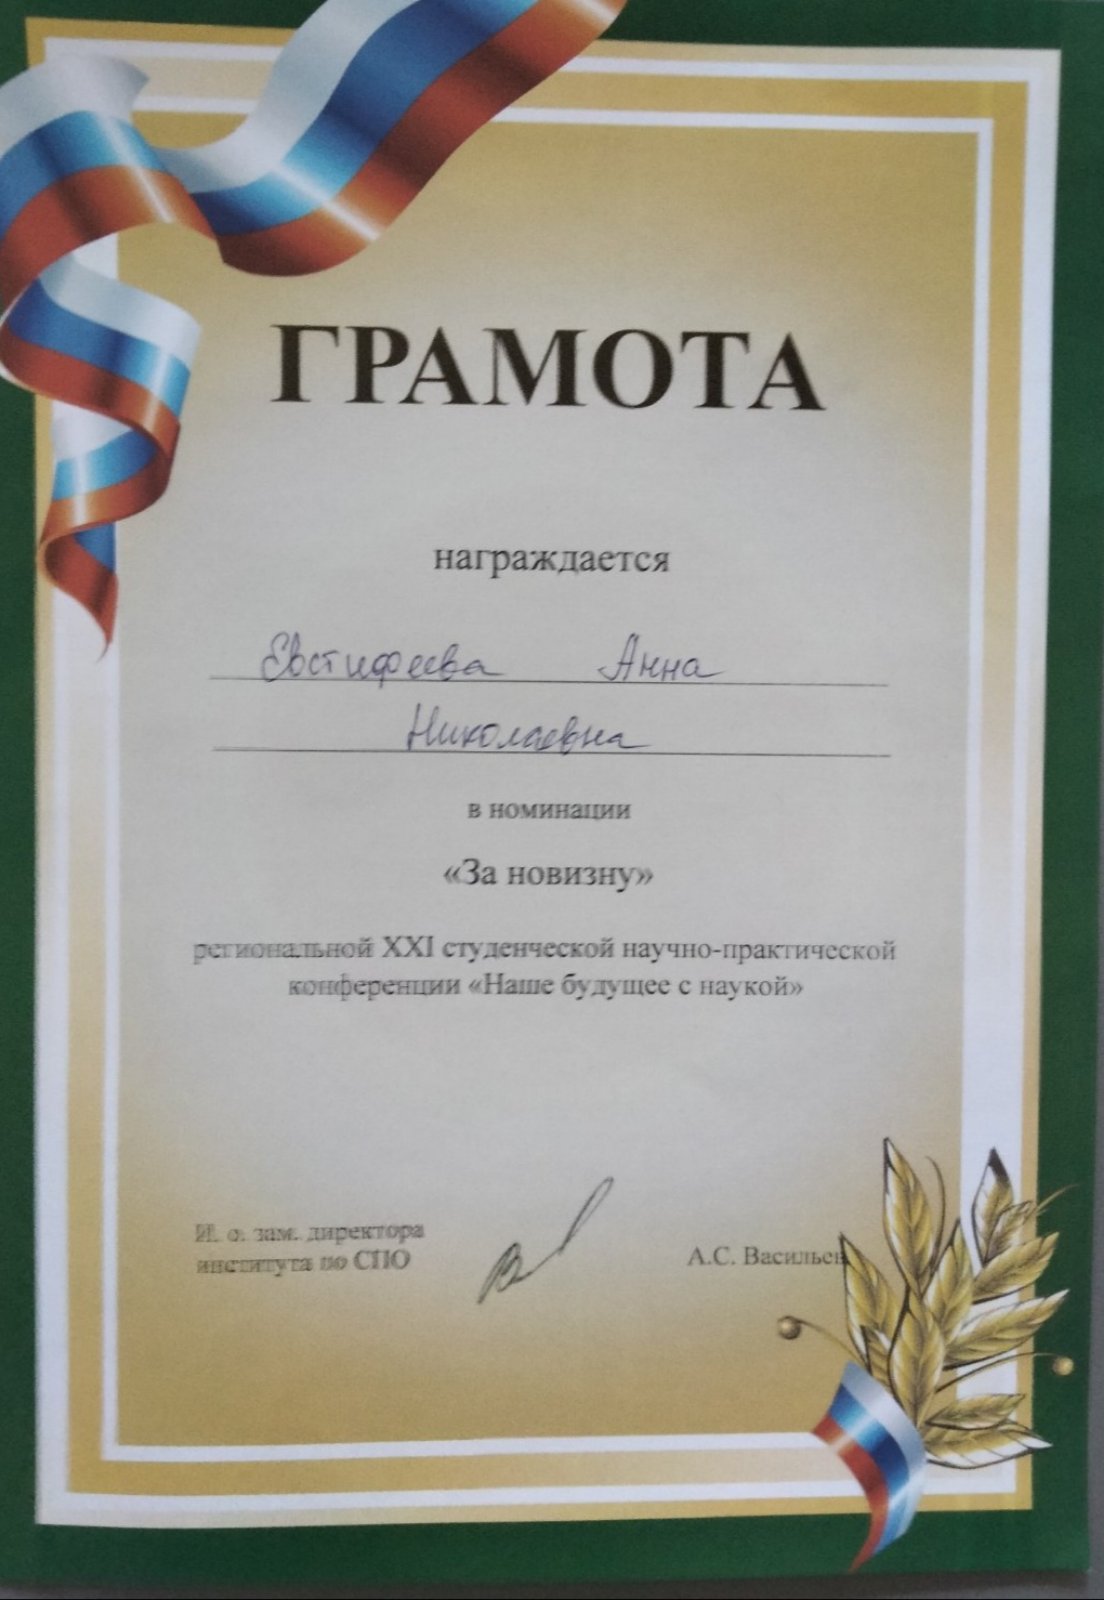 ГРАМОТА
награждается
Евстифеева Анна
Николаевна
в номинации
«За новизну»
региональной XXI студенческой научно-практической
конференции «Наше будущее с наукой»
И. о. зам. директора
института по СПО
А.С. Васильев